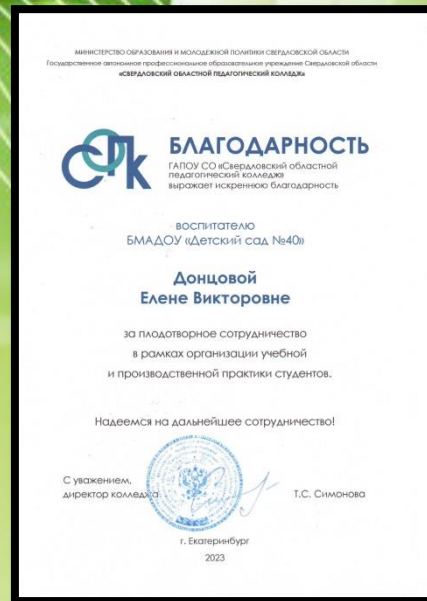 МИНИСТЕРСТВО ОБРАЗОВАНИЯ И МОЛОДЕЖНОЙ ПОЛИТИКИ СВЕРДЛОВСКОЙ ОБЛАСТИ
Государственное автономное профессиональное образовательное учреждение Свердловской области
«СВЕРДЛОВСКИЙ ОБЛАСТНОЙ ПЕДАГОГИЧЕСКИЙ КОЛЛЕДЖ»
СОПК
БЛАГОДАРНОСТЬ
ГАПОУ СО «Свердловский областной
педагогический колледж»
выражает искреннюю благодарность
воспитателю
БМАДОУ «Детский сад №40»
Донцовой
Елене Викторовне
за плодотворное сотрудничество
в рамках организации учебной
и производственной практики студентов.
Надеемся на дальнейшее сотрудничество!
С уважением,
директор колледжа
Т.С. Симонова
г. Екатеринбург
2023